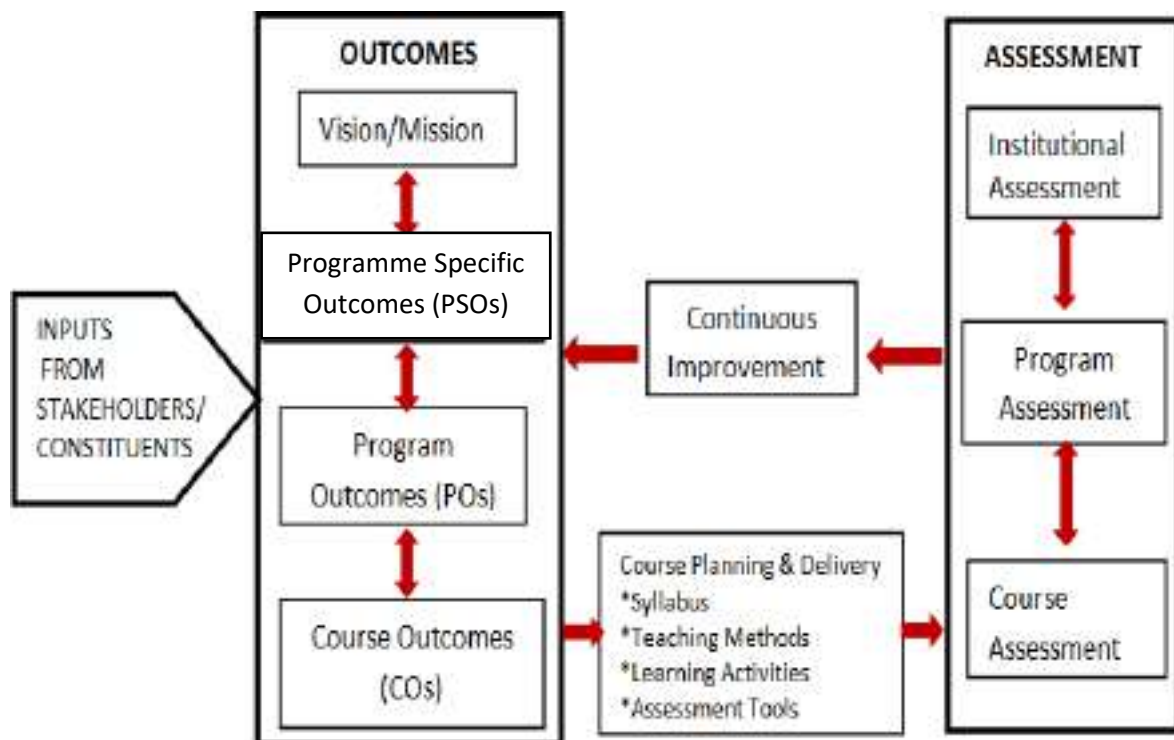 OUTCOMES
Vision/Mission
Programme Specific
Outcomes (PSOs)
Program
Outcomes (POs)
Course Outcomes
(COs)
INPUTS
FROM
STAKEHOLDERS/
CONSTITUENTS
Continuous
Improvement
Course Planning & Delivery
*Syllabus
*Teaching Methods
*Learning Activities
*Assessment Tools
ASSESSMENT
Institutional
Assessment
Program
Assessment
Course
Assessment